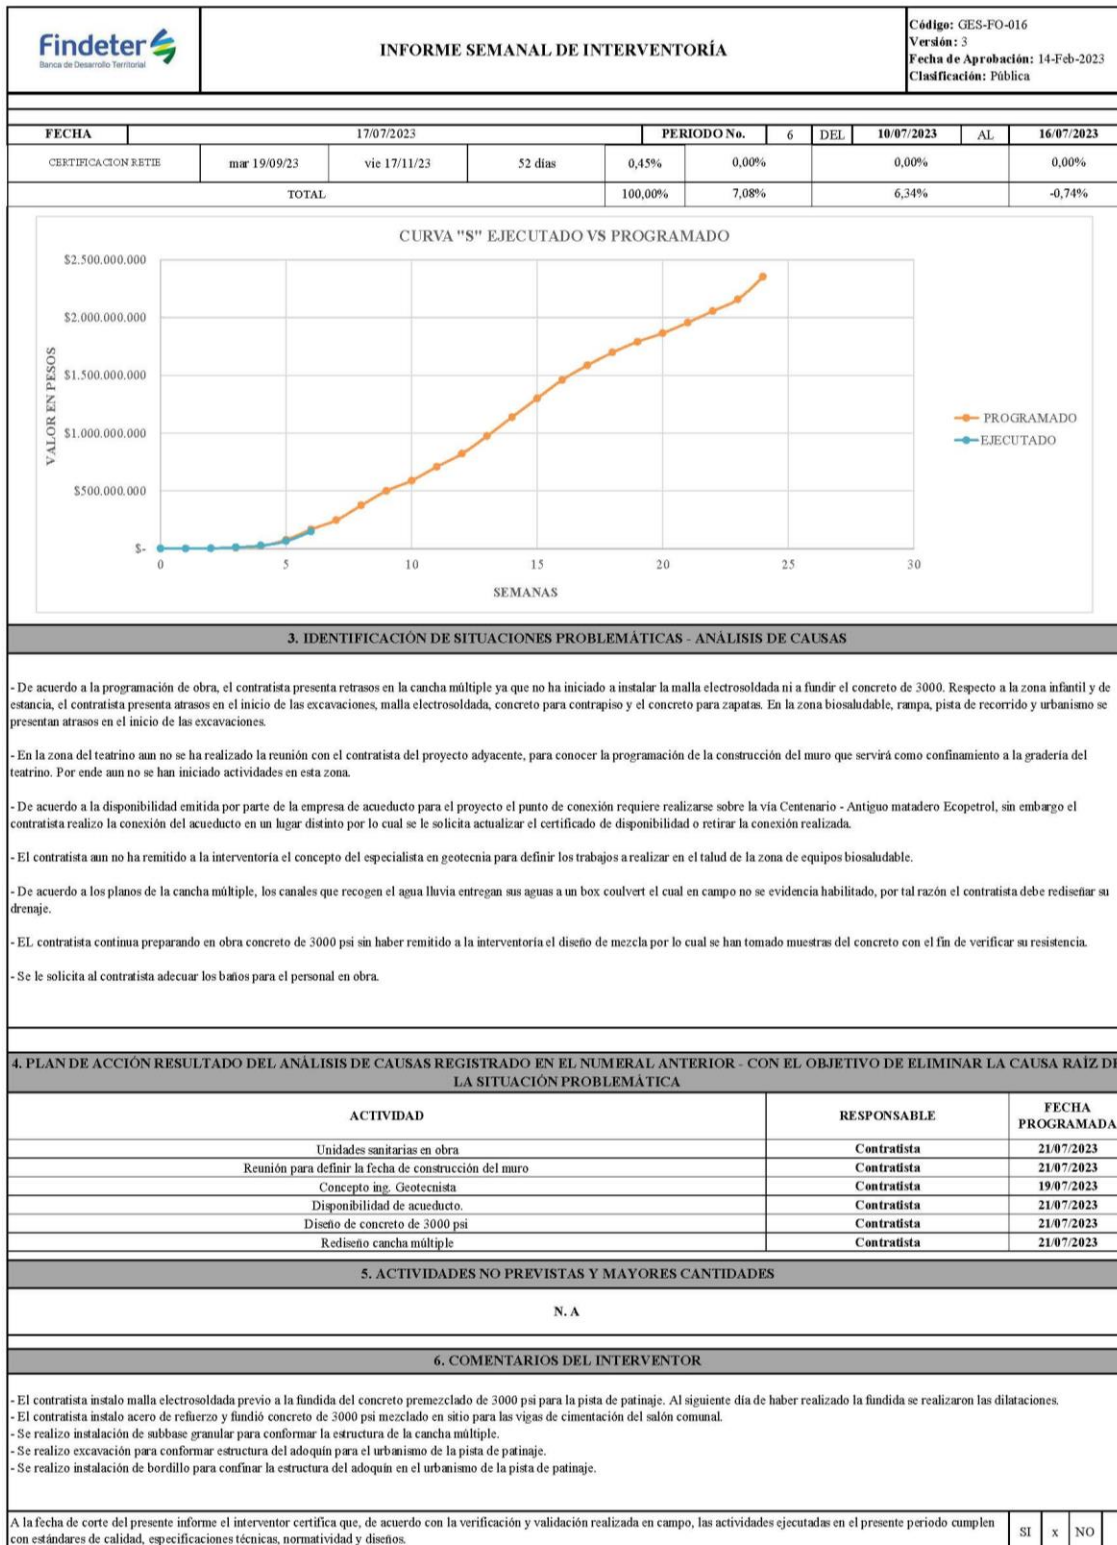 Findeter
Banca de Desarrollo Territorial
INFORME SEMANAL DE INTERVENTORÍA
Código: GES-FO-016
Versión: 3
Fecha de Aprobación: 14-Feb-2023
Clasificación: Pública
FECHA 17/07/2023 PERIODO No. 6 DEL 10/07/2023 AL 16/07/2023
CERTIFICACION RETIE mar 19/09/23 vie 17/11/23 52 días 0,45% 0,00% 0,00% 0,00%
TOTAL 100,00% 7,08% 6,34% -0,74%
CURVA "S" EJECUTADO VS PROGRAMADO
VALOR EN PESOS
$2.500.000.000
$2.000.000.000
$1.500.000.000
$1.000.000.000
$500.000.000
$-
0 5 10 15 20 25 30
SEMANAS
PROGRAMADO
EJECUTADO
3. IDENTIFICACIÓN DE SITUACIONES PROBLEMÁTICAS - ANÁLISIS DE CAUSAS
- De acuerdo a la programación de obra, el contratista presenta retrasos en la cancha múltiple ya que no ha iniciado a instalar la malla electrosoldada ni a fundir el concreto de 3000. Respecto a la zona infantil y de
estancia, el contratista presenta atrasos en el inicio de las excavaciones, malla electrosoldada, concreto para contrapiso y el concreto para zapatas. En la zona biosaludable, rampa, pista de recorrido y urbanismo se
presentan atrasos en el inicio de las excavaciones.
- En la zona del teatrino aun no se ha realizado la reunión con el contratista del proyecto adyacente, para conocer la programación de la construcción del muro que servirá como confinamiento a la gradería del
teatrino. Por ende aun no se han iniciado actividades en esta zona.
- De acuerdo a la disponibilidad emitida por parte de la empresa de acueducto para el proyecto el punto de conexión requiere realizarse sobre la vía Centenario - Antiguo matadero Ecopetrol, sin embargo el
contratista realizo la conexión del acueducto en un lugar distinto por lo cual se le solicita actualizar el certificado de disponibilidad o retirar la conexión realizada.
- El contratista aun no ha remitido a la interventoría el concepto del especialista en geotecnia para definir los trabajos a realizar en el talud de la zona de equipos biosaludable.
- De acuerdo a los planos de la cancha múltiple, los canales que recogen el agua lluvia entregan sus aguas a un box coulvert el cual en campo no se evidencia habilitado, por tal razón el contratista debe rediseñar su
drenaje.
- EL contratista continua preparando en obra concreto de 3000 psi sin haber remitido a la interventoría el diseño de mezcla por lo cual se han tomado muestras del concreto con el fin de verificar su resistencia.
- Se le solicita al contratista adecuar los baños para el personal en obra.
4. PLAN DE ACCIÓN RESULTADO DEL ANÁLISIS DE CAUSAS REGISTRADO EN EL NUMERAL ANTERIOR - CON EL OBJETIVO DE ELIMINAR LA CAUSA RAÍZ DE
LA SITUACIÓN PROBLEMÁTICA
ACTIVIDAD RESPONSABLE FECHA PROGRAMADA
Unidades sanitarias en obra Contratista 21/07/2023
Reunión para definir la fecha de construcción del muro Contratista 21/07/2023
Concepto ing. Geotecnista Contratista 19/07/2023
Disponibilidad de acueducto. Contratista 21/07/2023
Diseño de concreto de 3000 psi Contratista 21/07/2023
Rediseño cancha múltiple Contratista 21/07/2023
5. ACTIVIDADES NO PREVISTAS Y MAYORES CANTIDADES
N. A
6. COMENTARIOS DEL INTERVENTOR
- El contratista instalo malla electrosoldada previo a la fundida del concreto premezclado de 3000 psi para la pista de patinaje. Al siguiente día de haber realizado la fundida se realizaron las dilataciones.
- El contratista instalo acero de refuerzo y fundió concreto de 3000 psi mezclado en sitio para las vigas de cimentación del salón comunal.
- Se realizo instalación de subbase granular para conformar la estructura de la cancha múltiple.
- Se realizo excavación para conformar estructura del adoquín para el urbanismo de la pista de patinaje.
- Se realizo instalación de bordillo para confinar la estructura del adoquín en el urbanismo de la pista de patinaje.
A la fecha de corte del presente informe el interventor certifica que, de acuerdo con la verificación y validación realizada en campo, las actividades ejecutadas en el presente periodo cumplen
con estándares de calidad, especificaciones técnicas, normatividad y diseños.
SI x NO